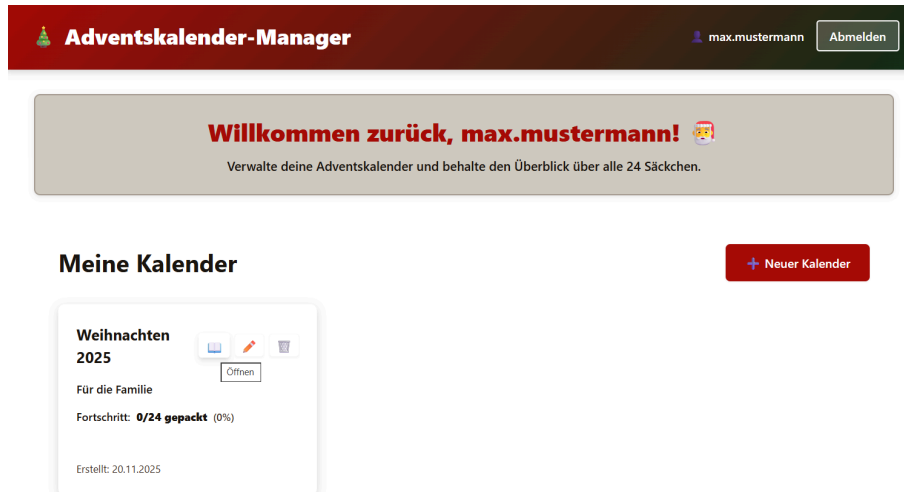 Adventskalender-Manager
max.mustermann
Abmelden
Willkommen zurück, max.mustermann!
Verwalte deine Adventskalender und behalte den Überblick über alle 24 Säckchen.
Meine Kalender
Neuer Kalender
Weihnachten
2025
Öffnen
Für die Familie
Fortschritt: 0/24 gepackt (0%)
Erstellt: 20.11.2025